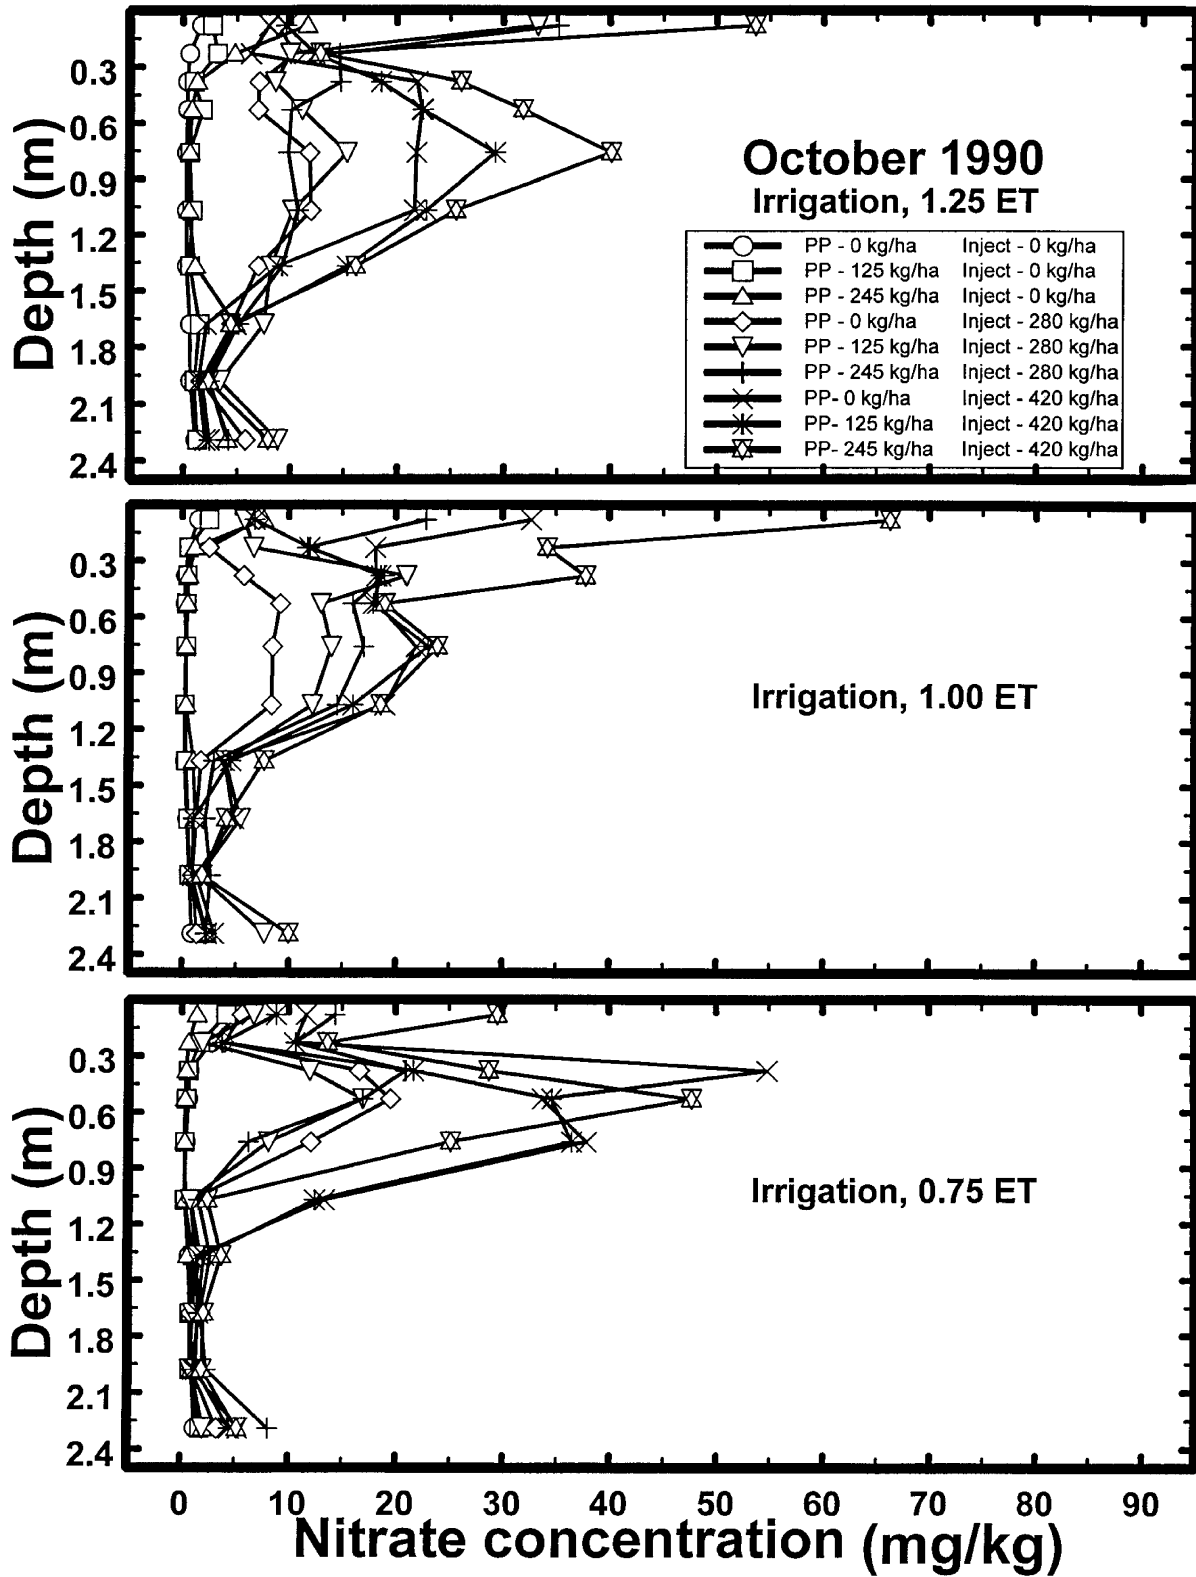 October 1990
Irrigation, 1.25 ET
PP - 0 kg/ha Inject - 0 kg/ha
PP - 125 kg/ha Inject - 0 kg/ha
PP - 245 kg/ha Inject - 0 kg/ha
PP - 0 kg/ha Inject - 280 kg/ha
PP - 125 kg/ha Inject - 280 kg/ha
PP - 245 kg/ha Inject - 280 kg/ha
PP- 0 kg/ha Inject - 420 kg/ha
PP- 125 kg/ha Inject - 420 kg/ha
PP- 245 kg/ha Inject - 420 kg/ha
Depth (m)
0.3
0.6
0.9
1.2
1.5
1.8
2.1
2.4
Irrigation, 1.00 ET
Depth (m)
0.3
0.6
0.9
1.2
1.5
1.8
2.1
2.4
Irrigation, 0.75 ET
Depth (m)
0.3
0.6
0.9
1.2
1.5
1.8
2.1
2.4
0 10 20 30 40 50 60 70 80 90
Nitrate concentration (mg/kg)